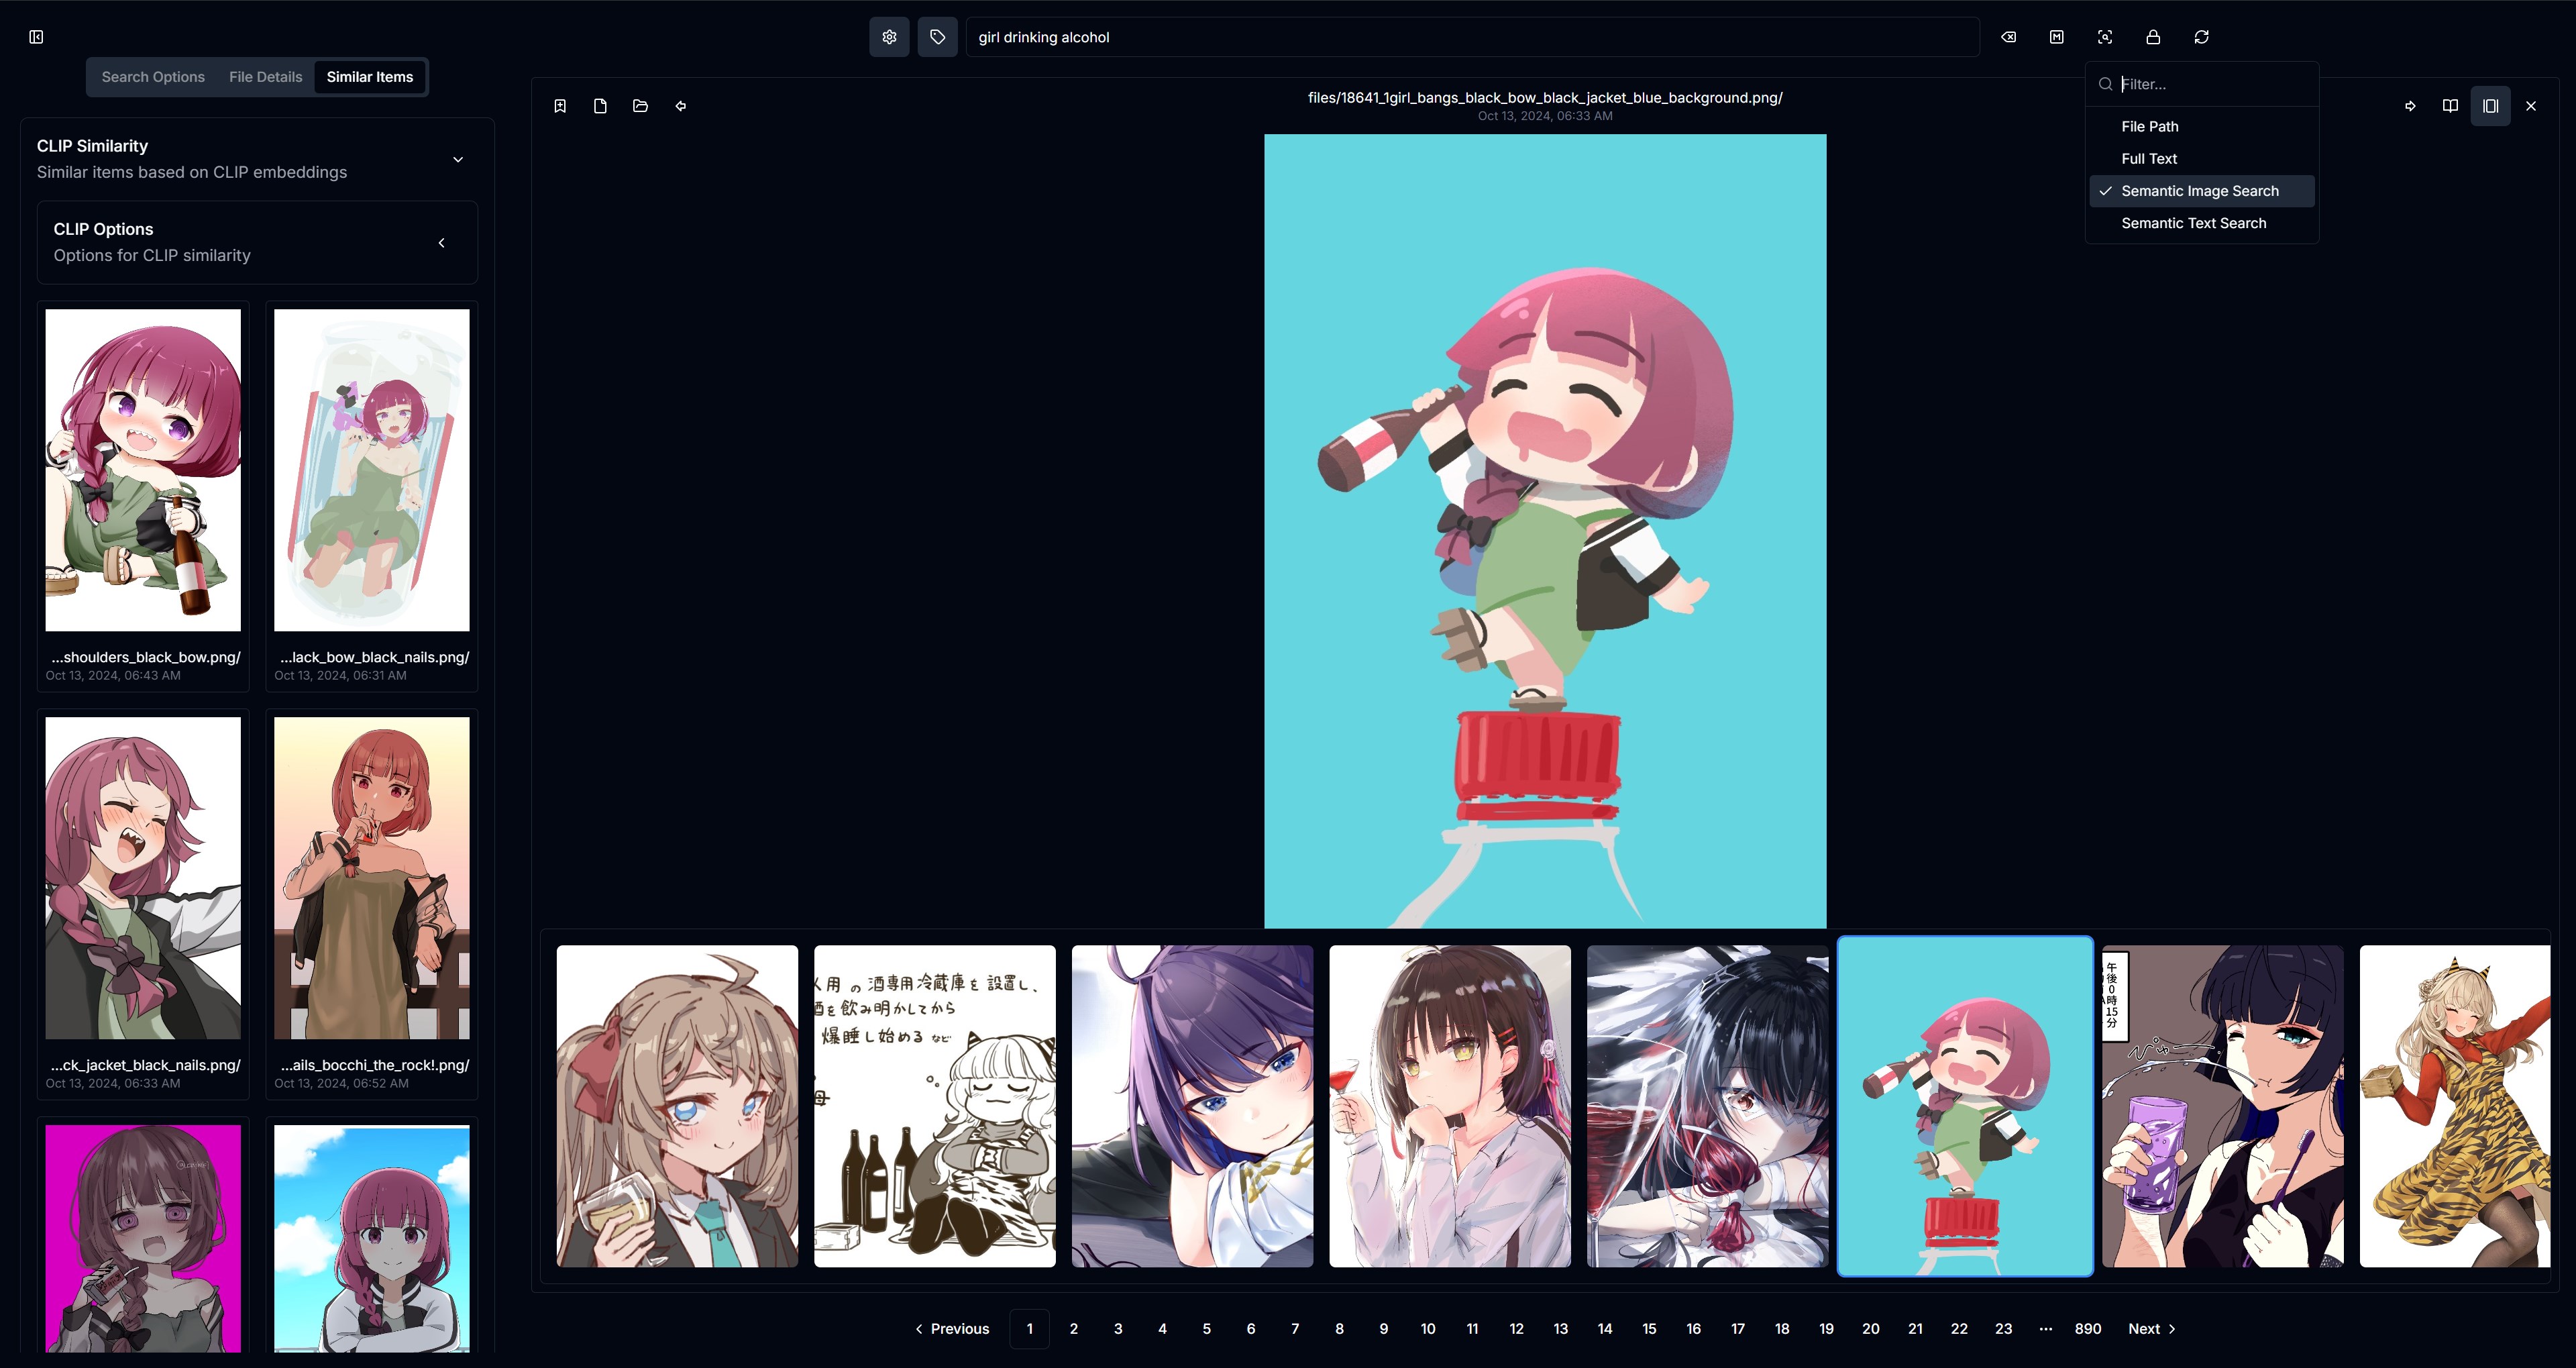 girl drinking alcohol
Search Options
File Details
Similar Items
Filter...
File Path
Full Text
Semantic Image Search
Semantic Text Search
files/18641_1girl_bangs_black_bow_black_jacket_blue_background.png/
Oct 13, 2024, 06:33 AM
CLIP Similarity
Similar items based on CLIP embeddings
CLIP Options
Options for CLIP similarity
...shoulders_black_bow.png/
Oct 13, 2024, 06:43 AM
...lack_bow_black_nails.png/
Oct 13, 2024, 06:31 AM
...ck_jacket_black_nails.png/
Oct 13, 2024, 06:33 AM
...ails_bocchi_the_rock!.png/
Oct 13, 2024, 06:52 AM
人用の酒専用冷蔵庫を設置し、
酒を飲み明かしてから
爆睡し始める など
母
午後0時15分
ぴゅー
Previous
1
2
3
4
5
6
7
8
9
10
11
12
13
14
15
16
17
18
19
20
21
22
23
...
890
Next